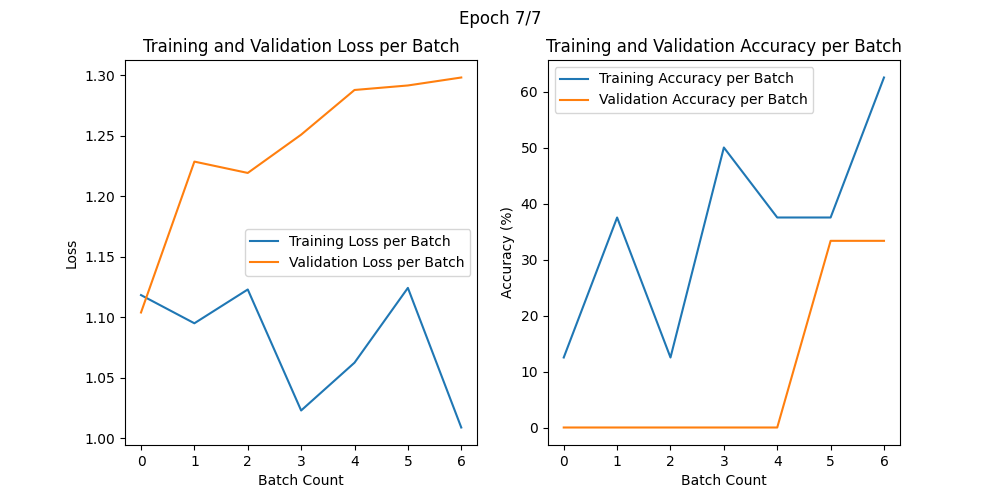 Epoch 7/7
Training and Validation Loss per Batch
1.30
1.25
1.20
1.15
1.10
1.05
1.00
Loss
Training Loss per Batch
Validation Loss per Batch
0 1 2 3 4 5 6
Batch Count
Training and Validation Accuracy per Batch
Training Accuracy per Batch
Validation Accuracy per Batch
60
50
40
30
20
10
0
Accuracy (%)
0 1 2 3 4 5 6
Batch Count